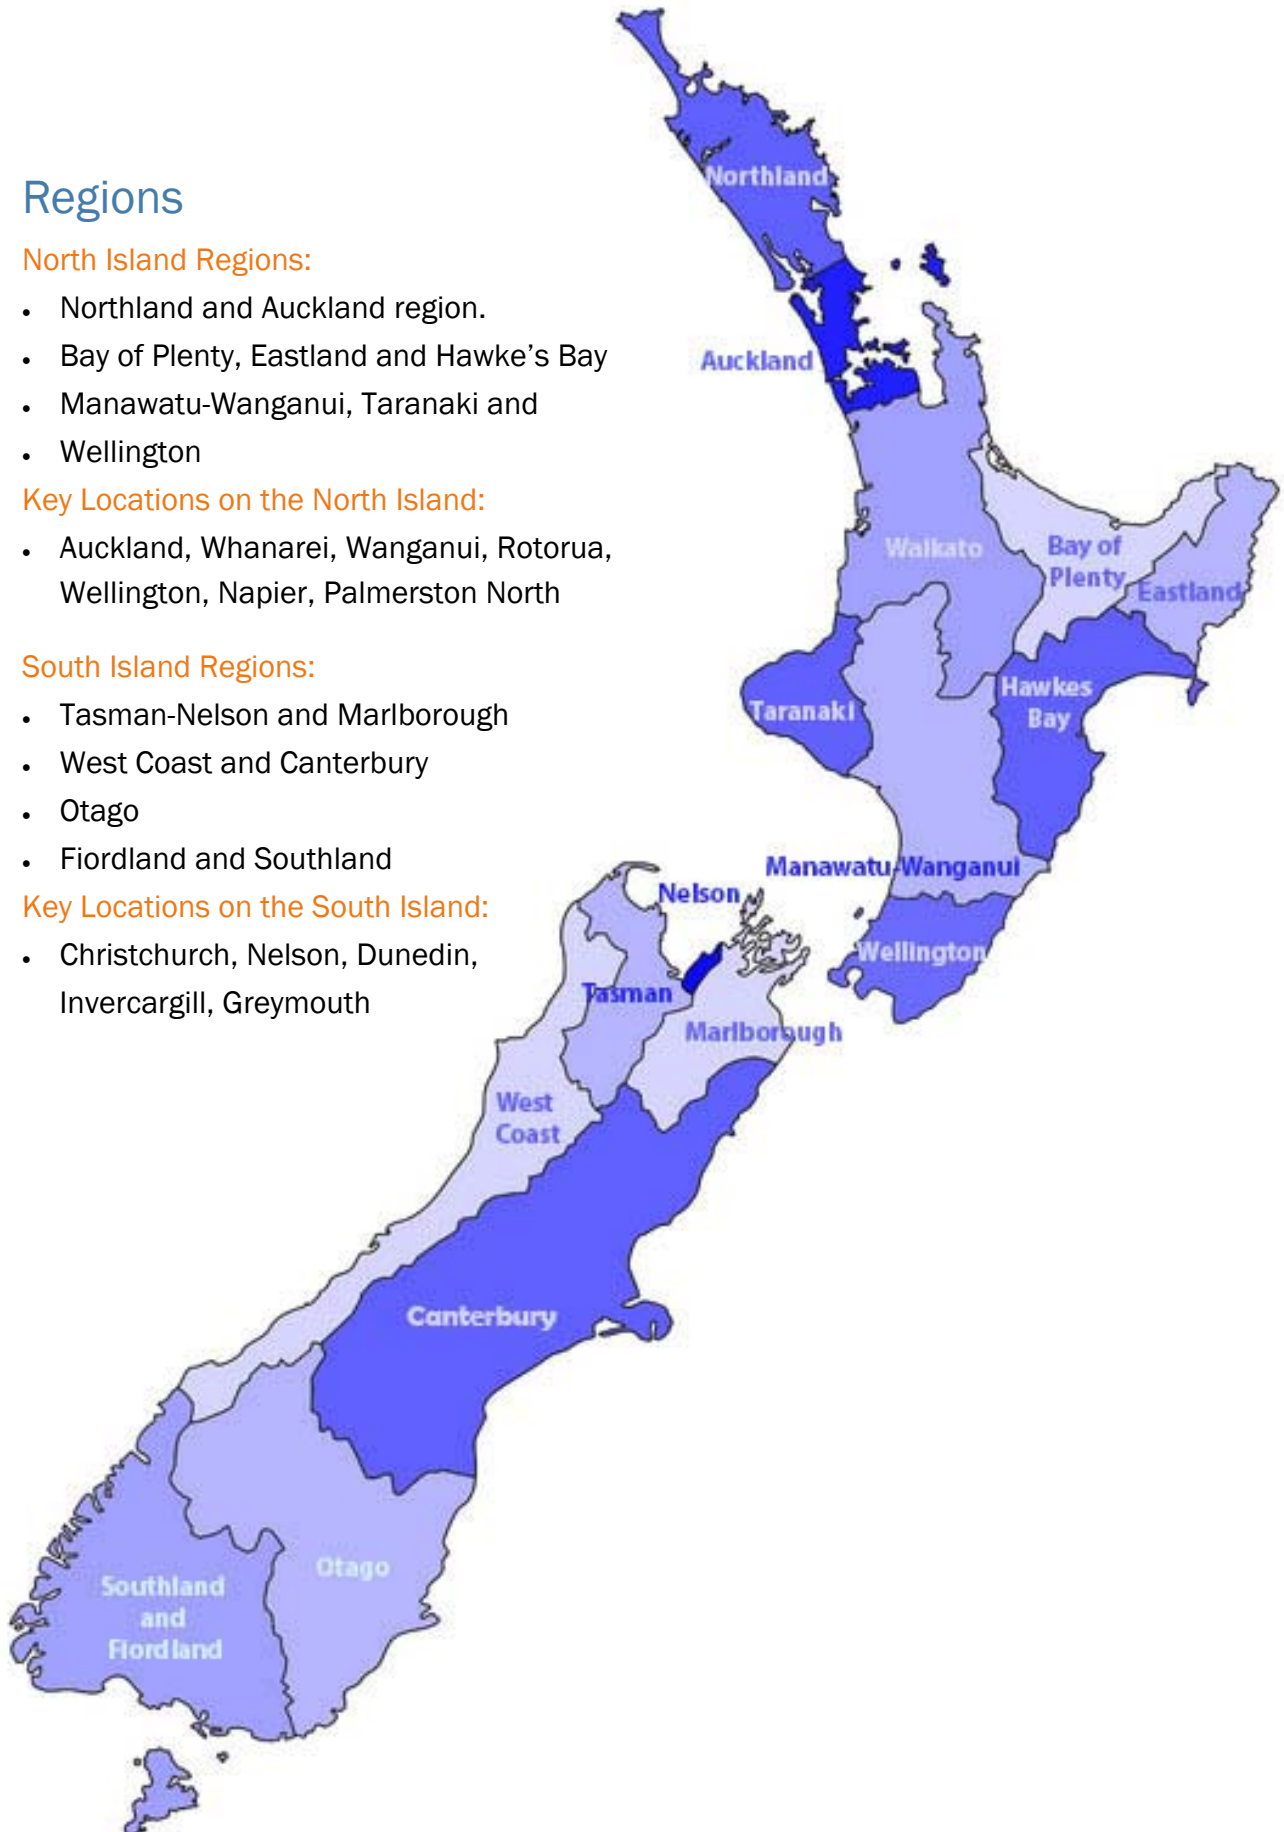 Regions
North Island Regions:
• Northland and Auckland region.
• Bay of Plenty, Eastland and Hawke's Bay
• Manawatu-Wanganui, Taranaki and
• Wellington
Key Locations on the North Island:
• Auckland, Whanarei, Wanganui, Rotorua,
Wellington, Napier, Palmerston North
South Island Regions:
• Tasman-Nelson and Marlborough
• West Coast and Canterbury
• Otago
• Fiordland and Southland
Key Locations on the South Island:
• Christchurch, Nelson, Dunedin,
Invercargill, Greymouth
Northland
Auckland
Waikato
Bay of
Plenty
Eastland
Taranaki
Hawkes
Bay
Manawatu-Wanganui
Wellington
Nelson
Tasman
Marlborough
West
Coast
Canterbury
Otago
Southland
and
Fiordland